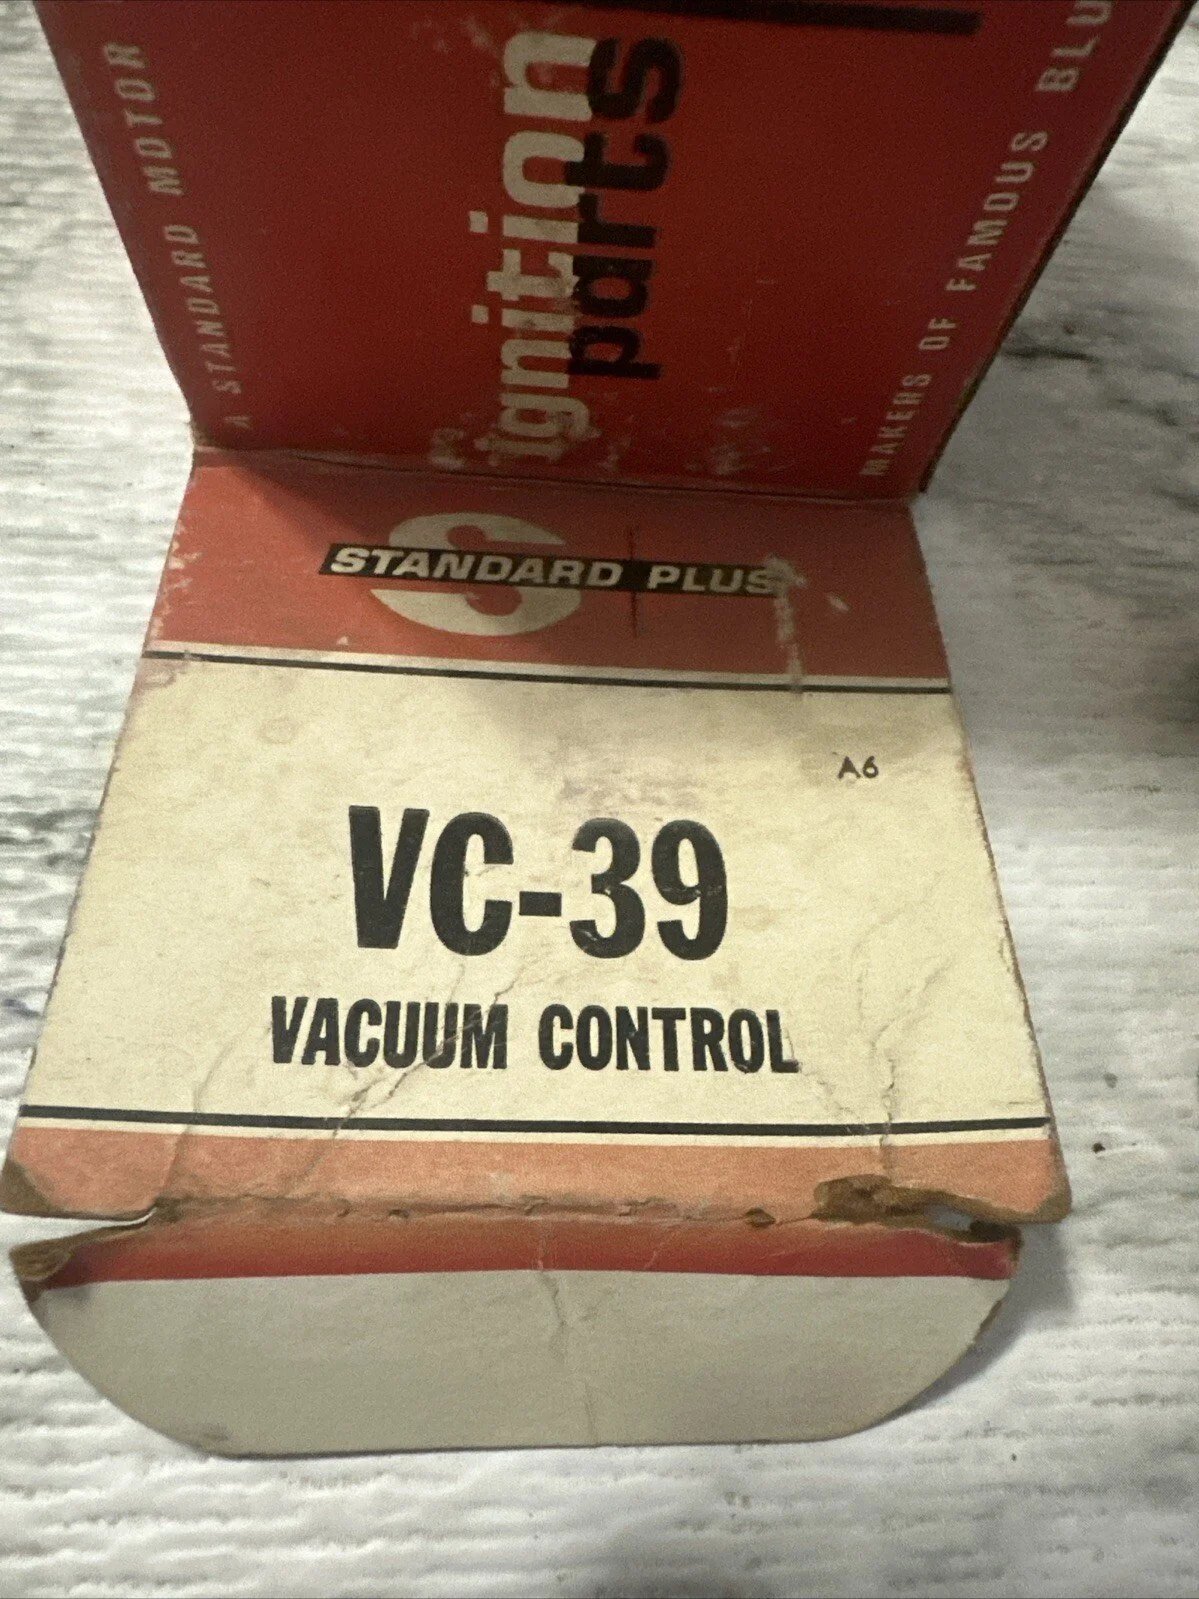 A STANDARD MOTOR
ignition
parts
MAKERS OF FAMOUS BLU
S
STANDARD PLUS
A6
VC-39
VACUUM CONTROL